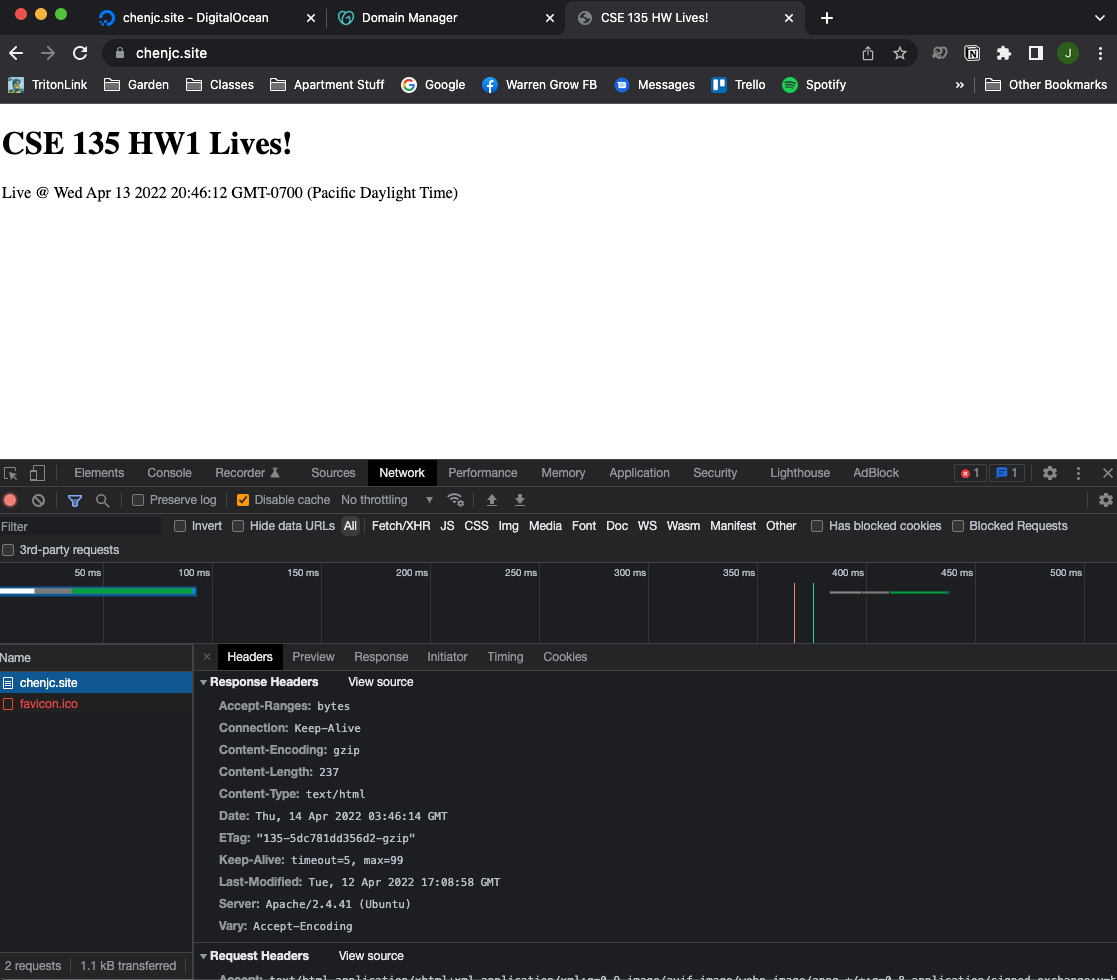 chenjc.site - DigitalOcean
Domain Manager
CSE 135 HW Lives!
chenjc.site
J
TritonLink Garden Classes Apartment Stuff Google Warren Grow FB Messages Trello Spotify » Other Bookmarks
CSE 135 HW1 Lives!
Live @ Wed Apr 13 2022 20:46:12 GMT-0700 (Pacific Daylight Time)
Elements Console Recorder Sources Network Performance Memory Application Security Lighthouse AdBlock 1 1
Preserve log Disable cache No throttling
Filter Invert Hide data URLs All Fetch/XHR JS CSS Img Media Font Doc WS Wasm Manifest Other Has blocked cookies Blocked Requests
3rd-party requests
50 ms 100 ms 150 ms 200 ms 250 ms 300 ms 350 ms 400 ms 450 ms 500 ms
Name
chenjc.site
favicon.ico
Headers Preview Response Initiator Timing Cookies
Response Headers View source
Accept-Ranges: bytes
Connection: Keep-Alive
Content-Encoding: gzip
Content-Length: 237
Content-Type: text/html
Date: Thu, 14 Apr 2022 03:46:14 GMT
ETag: "135-5dc781dd356d2-gzip"
Keep-Alive: timeout=5, max=99
Last-Modified: Tue, 12 Apr 2022 17:08:58 GMT
Server: Apache/2.4.41 (Ubuntu)
Vary: Accept-Encoding
Request Headers View source
2 requests 1.1 kB transferred